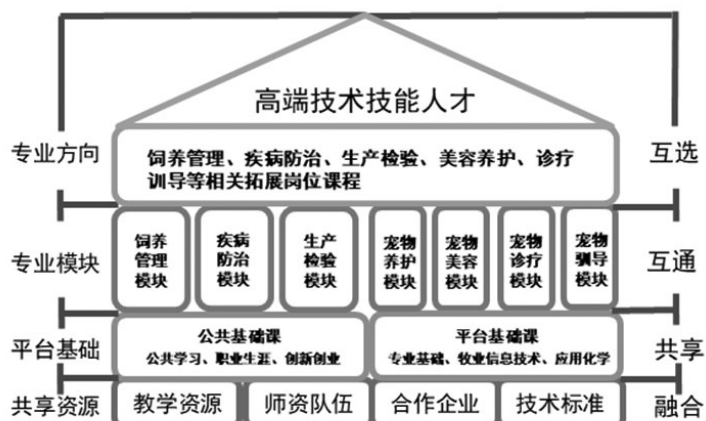 高端技术技能人才
专业方向
饲养管理、疾病防治、生产检验、美容养护、诊疗
训导等相关拓展岗位课程
互选
专业模块
饲养
管理
模块
疾病
防治
模块
生产
检验
模块
宠物
养护
模块
宠物
美容
模块
宠物
诊疗
模块
宠物
驯导
模块
互通
平台基础
公共基础课
公共学习、职业生涯、创新创业
平台基础课
专业基础、牧业信息技术、应用化学
共享
共享资源
教学资源
师资队伍
合作企业
技术标准
融合